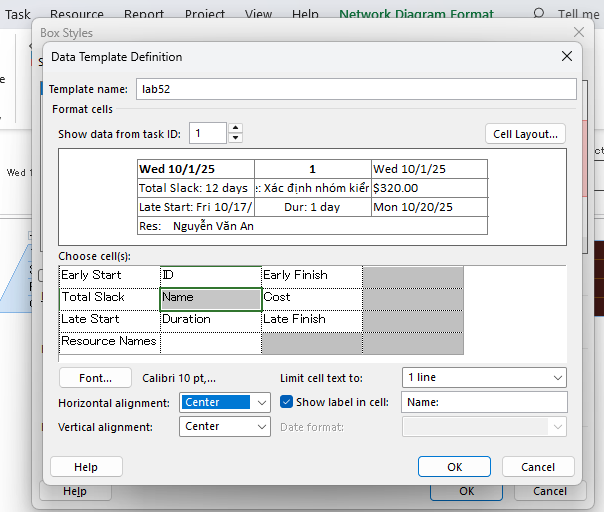 Task Resource Report Project View Help Network Diagram Format Tell me
Box Styles
Data Template Definition
Template name: lab52
Format cells
Show data from task ID: 1
Cell Layout...
Wed 10/1/25 1 Wed 10/1/25
Total Slack: 12 days e: Xác định nhóm kiểr $320.00
Late Start: Fri 10/17/ Dur: 1 day Mon 10/20/25
Res: Nguyễn Văn An
Choose cell(s):
Early Start ID Early Finish
Total Slack Name Cost
Late Start Duration Late Finish
Resource Names
Font... Calibri 10 pt,... Limit cell text to: 1 line
Horizontal alignment: Center Show label in cell: Name:
Vertical alignment: Center Date format:
Help OK Cancel
Help OK Cancel
Wed 1